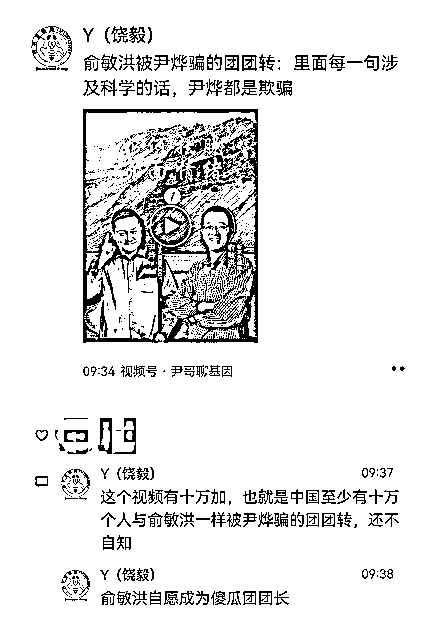 Y（饶毅）
俞敏洪被尹烨骗的团团转：里面每一句涉
及科学的话，尹烨都是欺骗
09:34 视频号·尹哥聊基因
Y（饶毅） 09:37
这个视频有十万加，也就是中国至少有十万
个人与俞敏洪一样被尹烨骗的团团转，还不
自知
Y（饶毅） 09:38
俞敏洪自愿成为傻瓜团团长